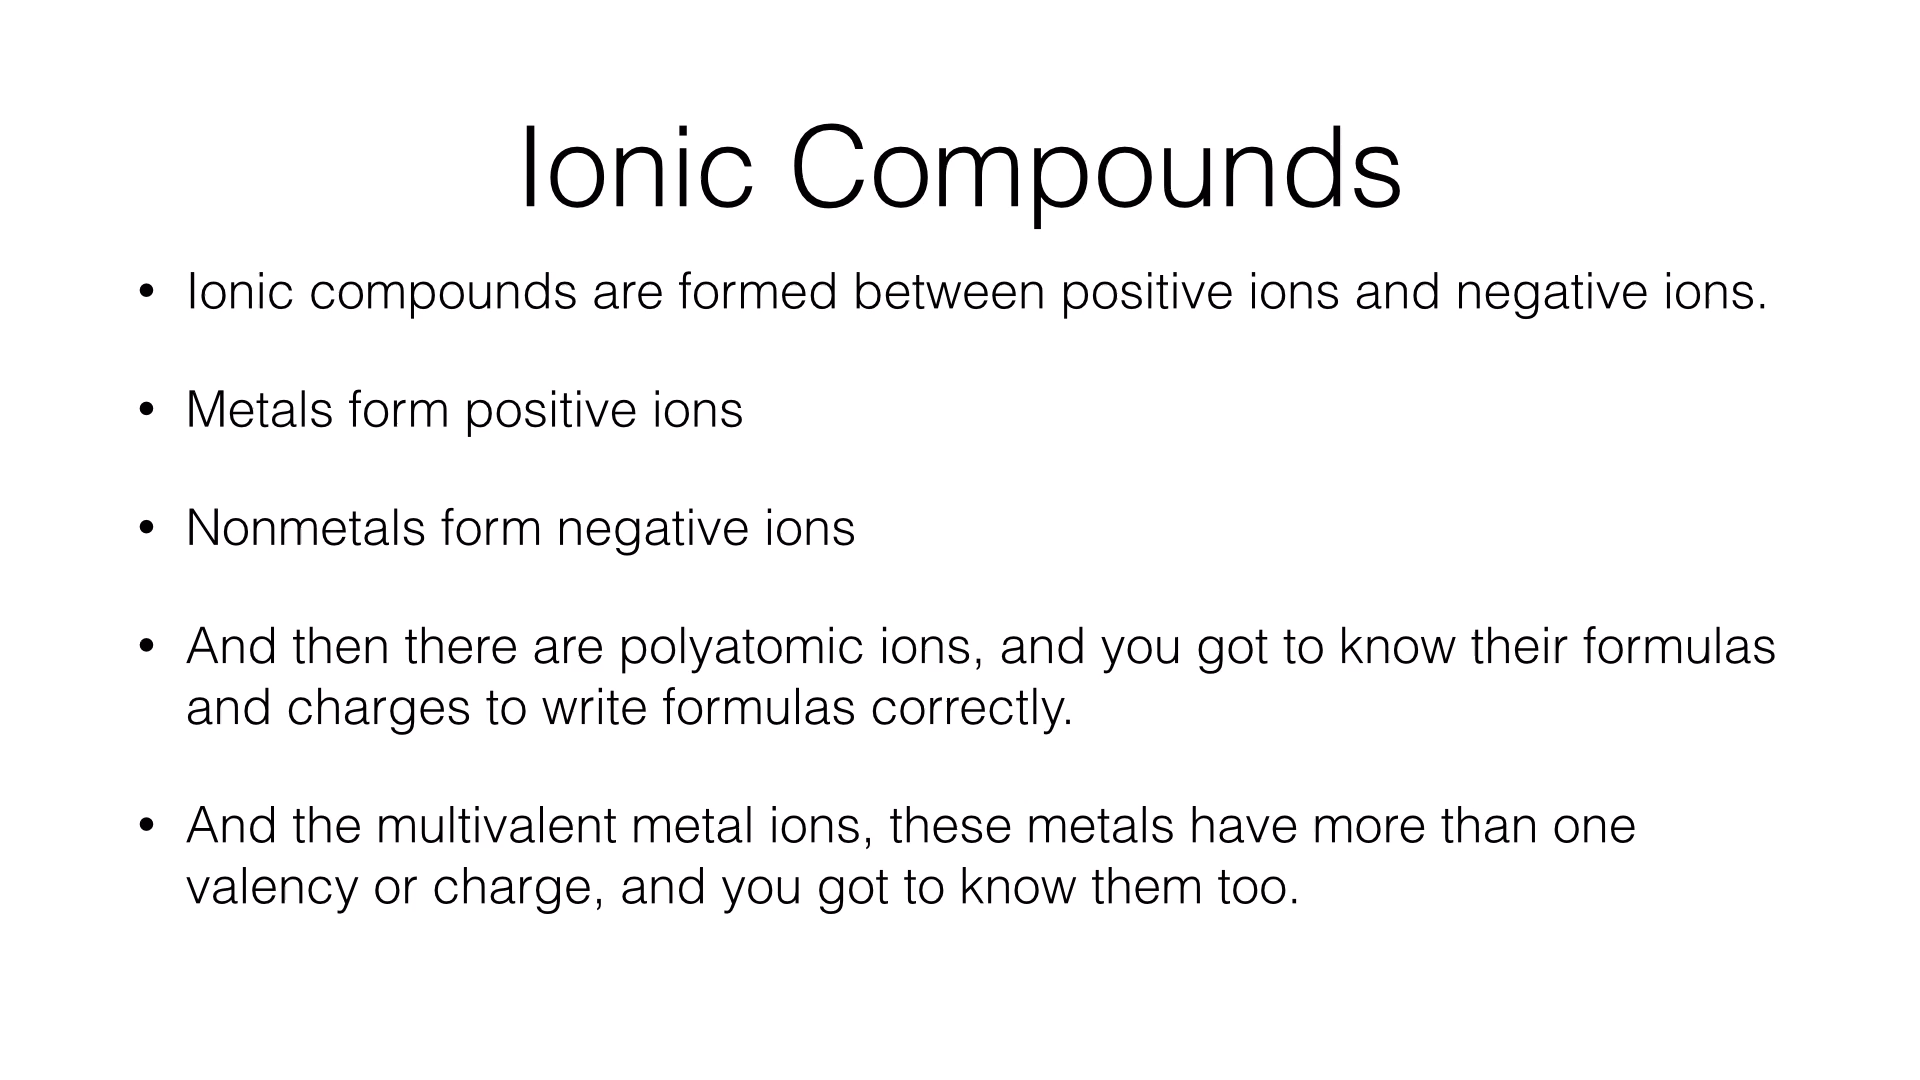 Ionic Compounds
• Ionic compounds are formed between positive ions and negative ions.
• Metals form positive ions
• Nonmetals form negative ions
• And then there are polyatomic ions, and you got to know their formulas
and charges to write formulas correctly.
• And the multivalent metal ions, these metals have more than one
valency or charge, and you got to know them too.